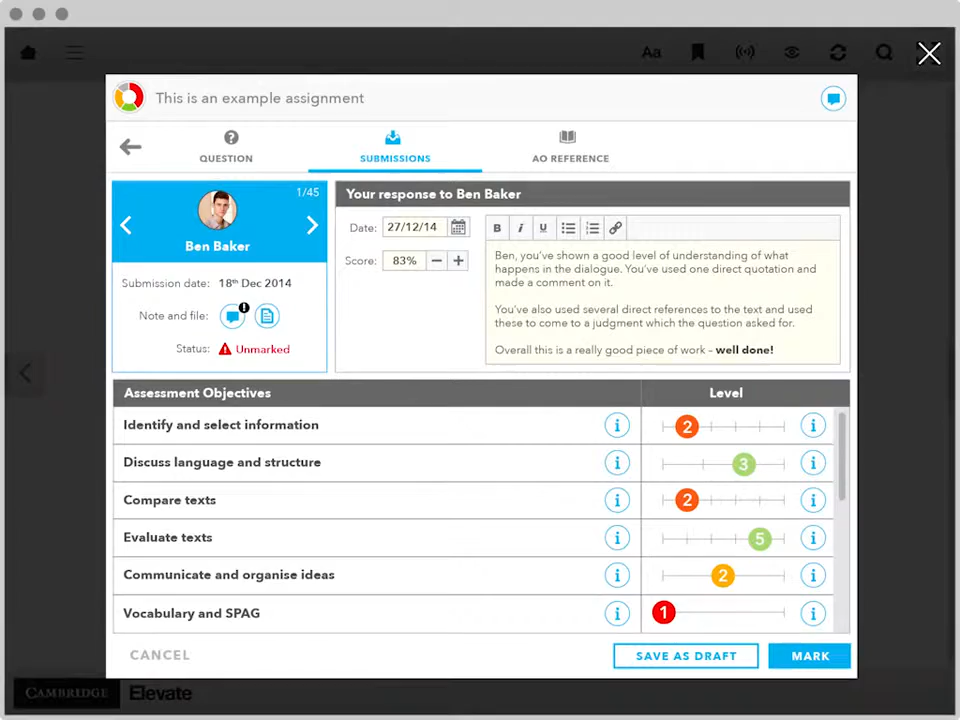 Aa
This is an example assignment
?
QUESTION
SUBMISSIONS
AO REFERENCE
1/45
Ben Baker
Submission date: 18th Dec 2014
Note and file: !
Status: Unmarked
Your response to Ben Baker
Date: 27/12/14
Score: 83% − +
B i U
Ben, you've shown a good level of understanding of what
happens in the dialogue. You've used one direct quotation and
made a comment on it.
You've also used several direct references to the text and used
these to come to a judgment which the question asked for.
Overall this is a really good piece of work – well done!
Assessment Objectives Level
Identify and select information i 2 i
Discuss language and structure i 3 i
Compare texts i 2 i
Evaluate texts i 5 i
Communicate and organise ideas i 2 i
Vocabulary and SPAG i 1 i
CANCEL
SAVE AS DRAFT
MARK
CAMBRIDGE Elevate